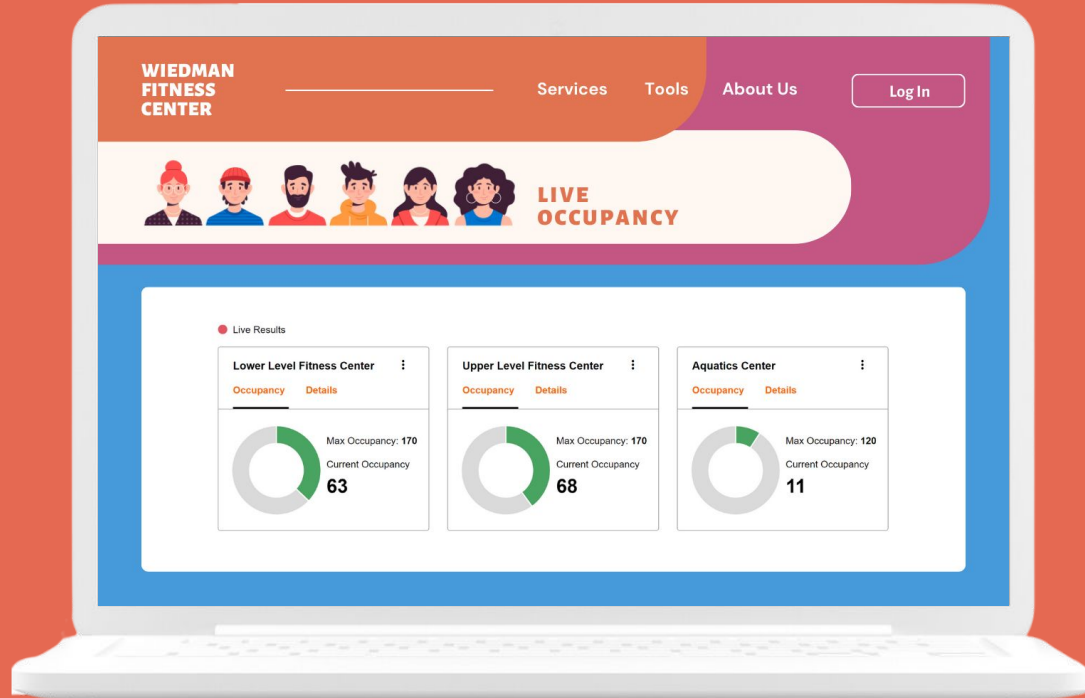 WIEDMAN
FITNESS
CENTER
Services
Tools
About Us
Log In
LIVE
OCCUPANCY
Live Results
Lower Level Fitness Center
Occupancy
Details
Max Occupancy: 170
Current Occupancy
63
Upper Level Fitness Center
Occupancy
Details
Max Occupancy: 170
Current Occupancy
68
Aquatics Center
Occupancy
Details
Max Occupancy: 120
Current Occupancy
11